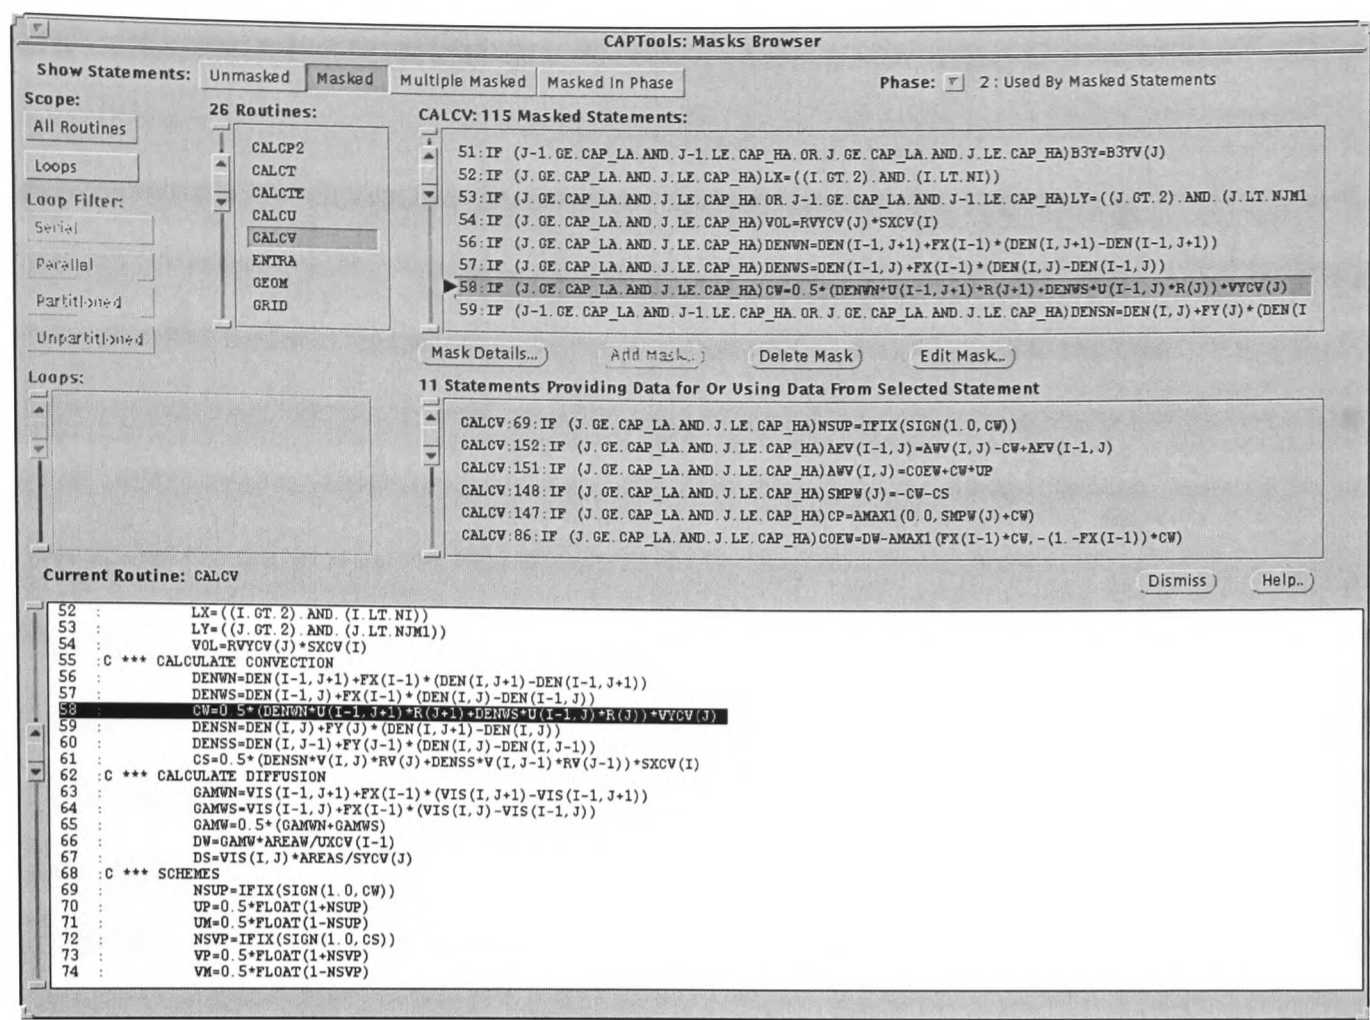 CAPTools: Masks Browser
Show Statements: Unmasked Masked Multiple Masked Masked In Phase Phase: 2 : Used By Masked Statements
Scope:
All Routines
Loops
Loop Filter:
Serial
Parallel
Partitioned
Unpartitioned
Loops:
26 Routines:
CALCP2
CALCT
CALCTE
CALCU
CALCV
ENTRA
GEOM
GRID
CALCV: 115 Masked Statements:
51:IF (J-1.GE.CAP_LA.AND.J-1.LE.CAP_HA.OR.J.GE.CAP_LA.AND.J.LE.CAP_HA)B3Y=B3YV(J)
52:IF (J.GE.CAP_LA.AND.J.LE.CAP_HA)LX=((I.GT.2).AND.(I.LT.NI))
53:IF (J.GE.CAP_LA.AND.J.LE.CAP_HA.OR.J-1.GE.CAP_LA.AND.J-1.LE.CAP_HA)LY=((J.GT.2).AND.(J.LT.NJM1
54:IF (J.GE.CAP_LA.AND.J.LE.CAP_HA)VOL=RVYCV(J)*SXCV(I)
56:IF (J.GE.CAP_LA.AND.J.LE.CAP_HA)DENWN=DEN(I-1,J+1)+FX(I-1)*(DEN(I,J+1)-DEN(I-1,J+1))
57:IF (J.GE.CAP_LA.AND.J.LE.CAP_HA)DENWS=DEN(I-1,J)+FX(I-1)*(DEN(I,J)-DEN(I-1,J))
58:IF (J.GE.CAP_LA.AND.J.LE.CAP_HA)CW=0.5*(DENWN*U(I-1,J+1)*R(J+1)+DENWS*U(I-1,J)*R(J))*VYCV(J)
59:IF (J-1.GE.CAP_LA.AND.J-1.LE.CAP_HA.OR.J.GE.CAP_LA.AND.J.LE.CAP_HA)DENSN=DEN(I,J)+FY(J)*(DEN(I
Mask Details... Add Mask... Delete Mask Edit Mask...
11 Statements Providing Data for Or Using Data From Selected Statement
CALCV:69:IF (J.GE.CAP_LA.AND.J.LE.CAP_HA)NSUP=IFIX(SIGN(1.0,CW))
CALCV:152:IF (J.GE.CAP_LA.AND.J.LE.CAP_HA)AEV(I-1,J)=AWV(I,J)-CW+AEV(I-1,J)
CALCV:151:IF (J.GE.CAP_LA.AND.J.LE.CAP_HA)AWV(I,J)=COEW+CW*UP
CALCV:148:IF (J.GE.CAP_LA.AND.J.LE.CAP_HA)SMPW(J)=-CW-CS
CALCV:147:IF (J.GE.CAP_LA.AND.J.LE.CAP_HA)CP=AMAX1(0.0,SMPW(J)+CW)
CALCV:86:IF (J.GE.CAP_LA.AND.J.LE.CAP_HA)COEW=DW-AMAX1(FX(I-1)*CW,-(1.-FX(I-1))*CW)
Current Routine: CALCV Dismiss Help..
52 : LX=((I.GT.2).AND.(I.LT.NI))
53 : LY=((J.GT.2).AND.(J.LT.NJM1))
54 : VOL=RVYCV(J)*SXCV(I)
55 :C *** CALCULATE CONVECTION
56 : DENWN=DEN(I-1,J+1)+FX(I-1)*(DEN(I,J+1)-DEN(I-1,J+1))
57 : DENWS=DEN(I-1,J)+FX(I-1)*(DEN(I,J)-DEN(I-1,J))
58 CW=0.5*(DENWN*U(I-1,J+1)*R(J+1)+DENWS*U(I-1,J)*R(J))*VYCV(J)
59 : DENSN=DEN(I,J)+FY(J)*(DEN(I,J+1)-DEN(I,J))
60 : DENSS=DEN(I,J-1)+FY(J-1)*(DEN(I,J)-DEN(I,J-1))
61 : CS=0.5*(DENSN*V(I,J)*RV(J)+DENSS*V(I,J-1)*RV(J-1))*SXCV(I)
62 :C *** CALCULATE DIFFUSION
63 : GAMWN=VIS(I-1,J+1)+FX(I-1)*(VIS(I,J+1)-VIS(I-1,J+1))
64 : GAMWS=VIS(I-1,J)+FX(I-1)*(VIS(I,J)-VIS(I-1,J))
65 : GAMW=0.5*(GAMWN+GAMWS)
66 : DW=GAMW*AREAW/UXCV(I-1)
67 : DS=VIS(I,J)*AREAS/SYCV(J)
68 :C *** SCHEMES
69 : NSUP=IFIX(SIGN(1.0,CW))
70 : UP=0.5*FLOAT(1+NSUP)
71 : UM=0.5*FLOAT(1-NSUP)
72 : NSVP=IFIX(SIGN(1.0,CS))
73 : VP=0.5*FLOAT(1+NSVP)
74 : VM=0.5*FLOAT(1-NSVP)